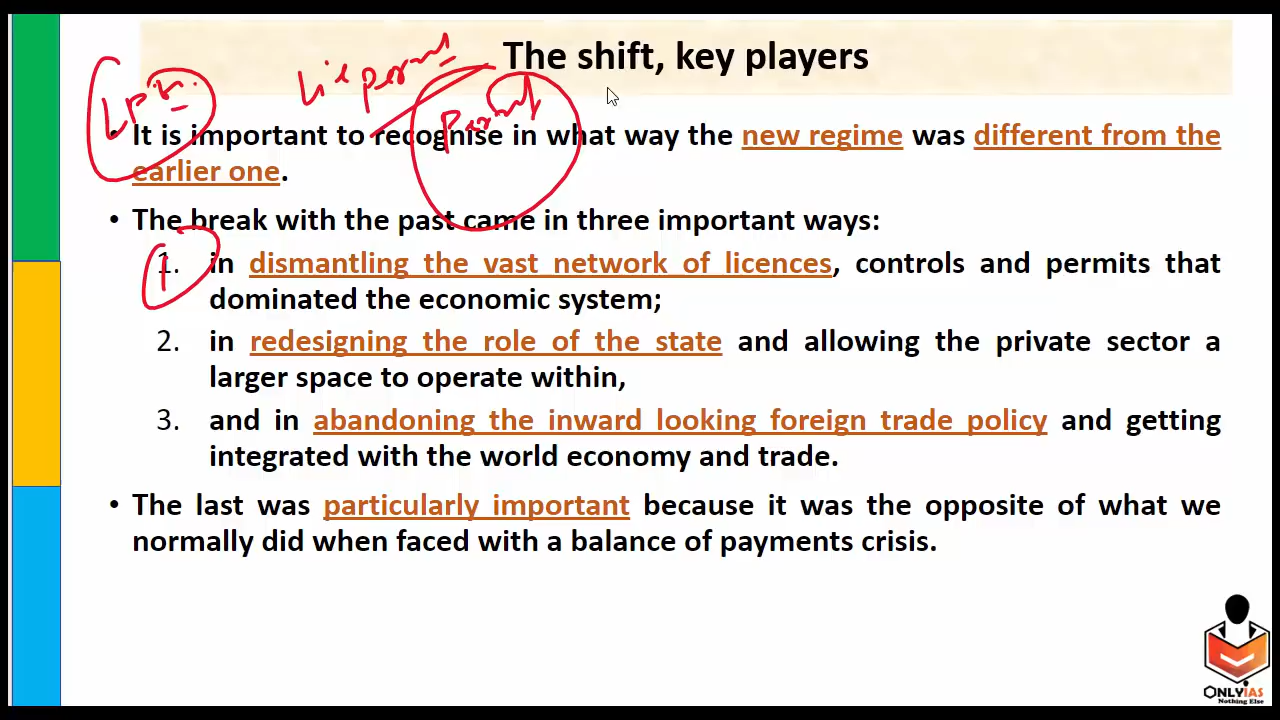 The shift, key players
• It is important to recognise in what way the new regime was different from the
earlier one.
• The break with the past came in three important ways:
1. in dismantling the vast network of licences, controls and permits that
dominated the economic system;
2. in redesigning the role of the state and allowing the private sector a
larger space to operate within,
3. and in abandoning the inward looking foreign trade policy and getting
integrated with the world economy and trade.
• The last was particularly important because it was the opposite of what we
normally did when faced with a balance of payments crisis.
ONLYIAS
Nothing Else